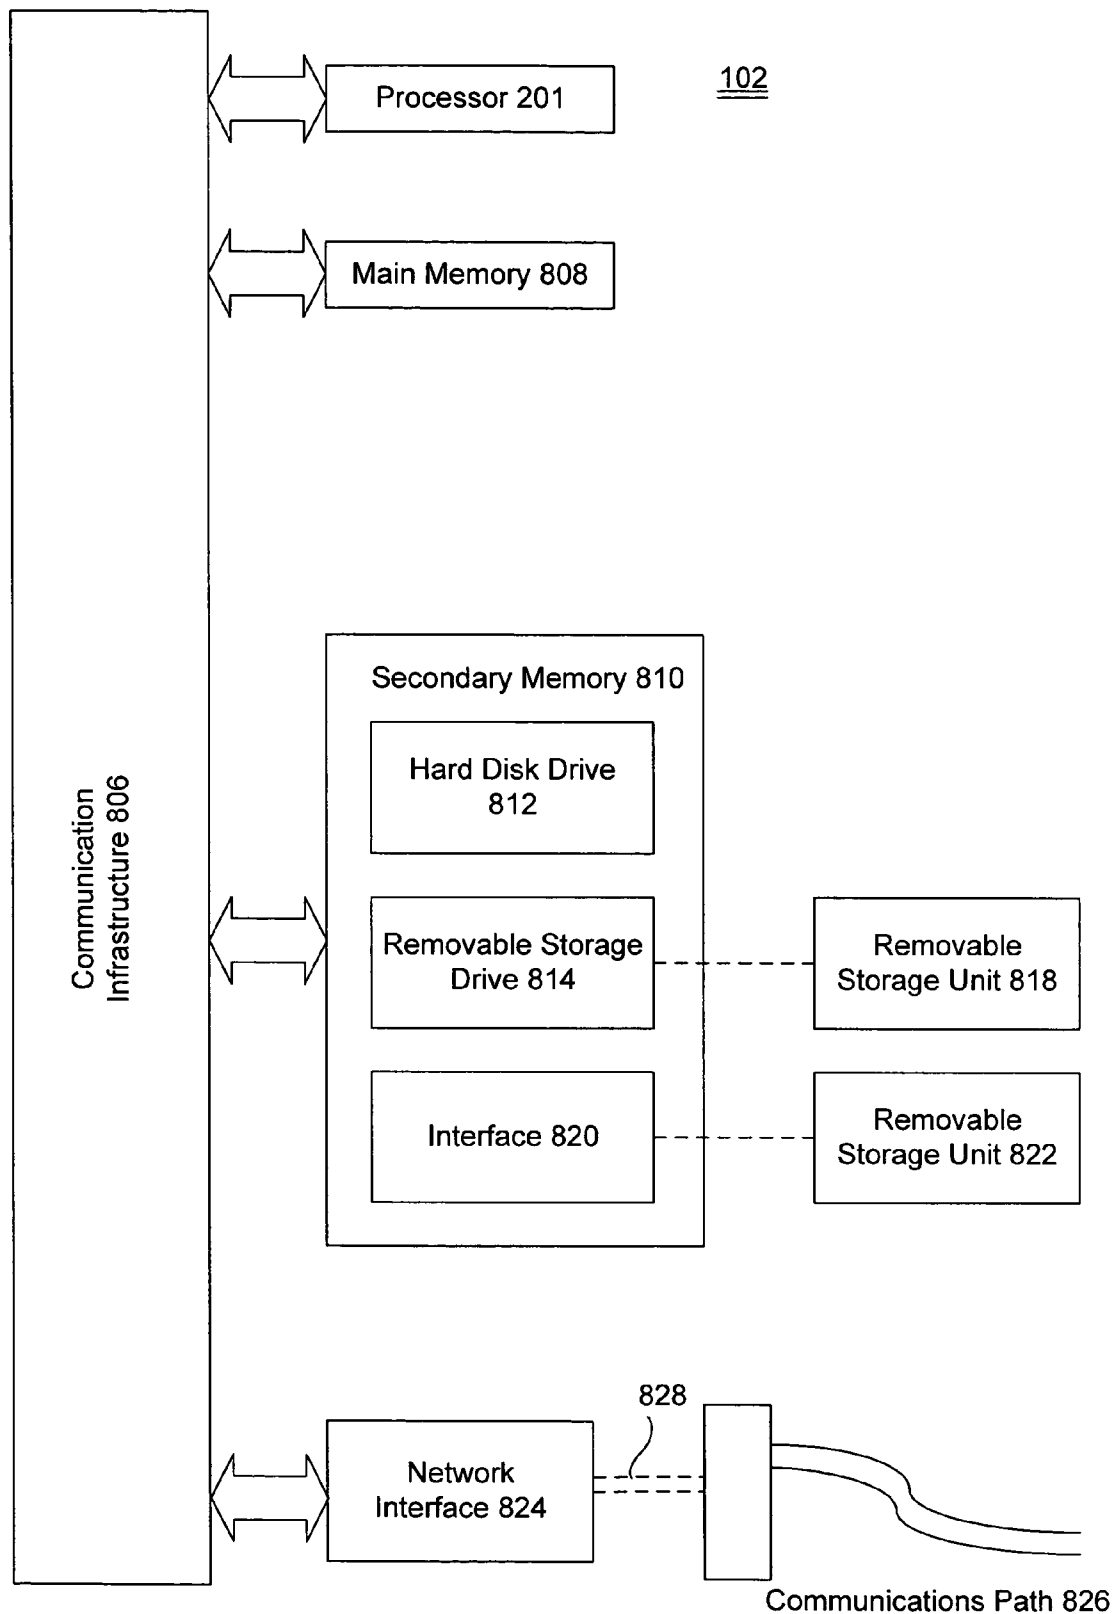 Processor 201
102
Main Memory 808
Communication
Infrastructure 806
Secondary Memory 810
Hard Disk Drive
812
Removable Storage
Drive 814
Removable
Storage Unit 818
Interface 820
Removable
Storage Unit 822
828
Network
Interface 824
Communications Path 826